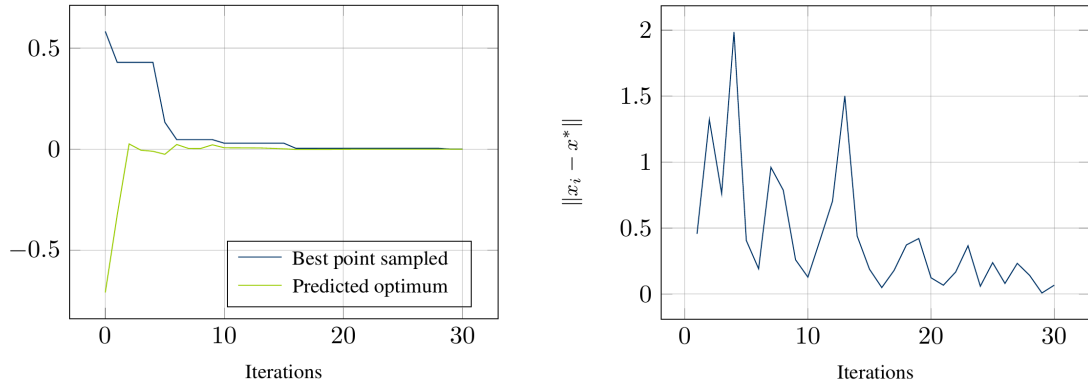 0.5
0
−0.5
Best point sampled
Predicted optimum
0 10 20 30
Iterations
2
1.5
1
0.5
0
∥x_i − x*∥
0 10 20 30
Iterations